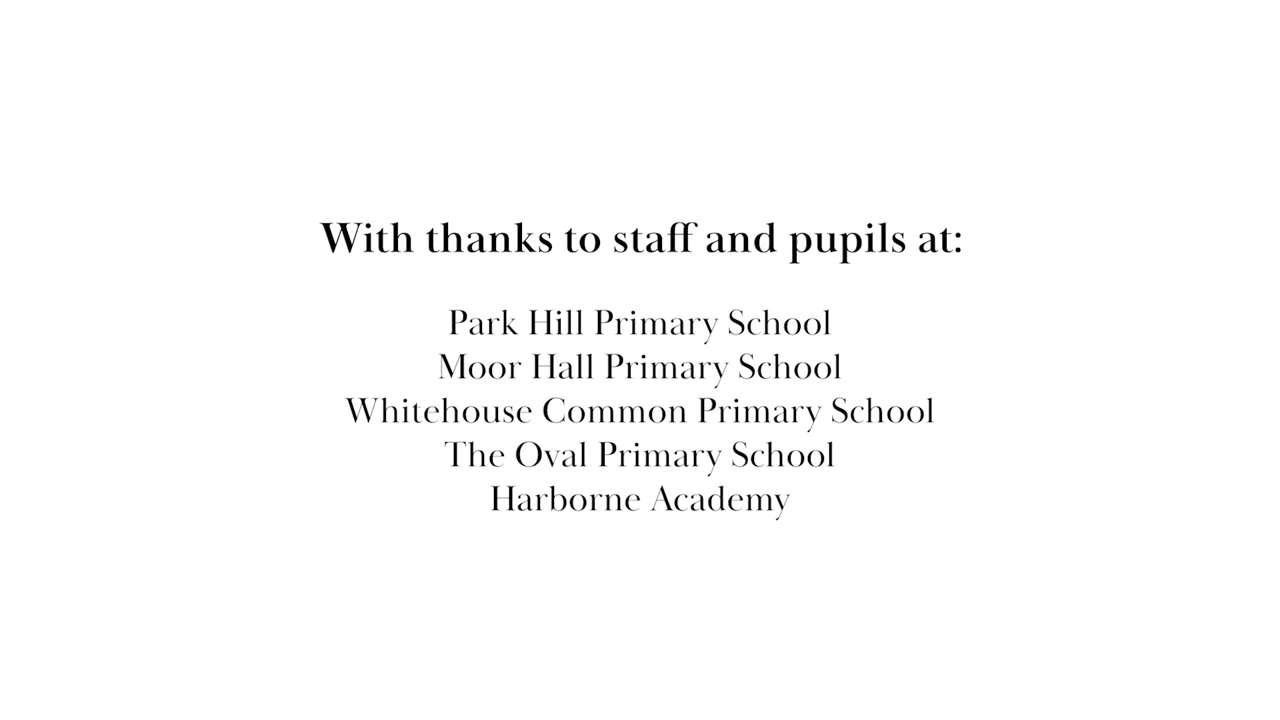 With thanks to staff and pupils at:
Park Hill Primary School
Moor Hall Primary School
Whitehouse Common Primary School
The Oval Primary School
Harborne Academy